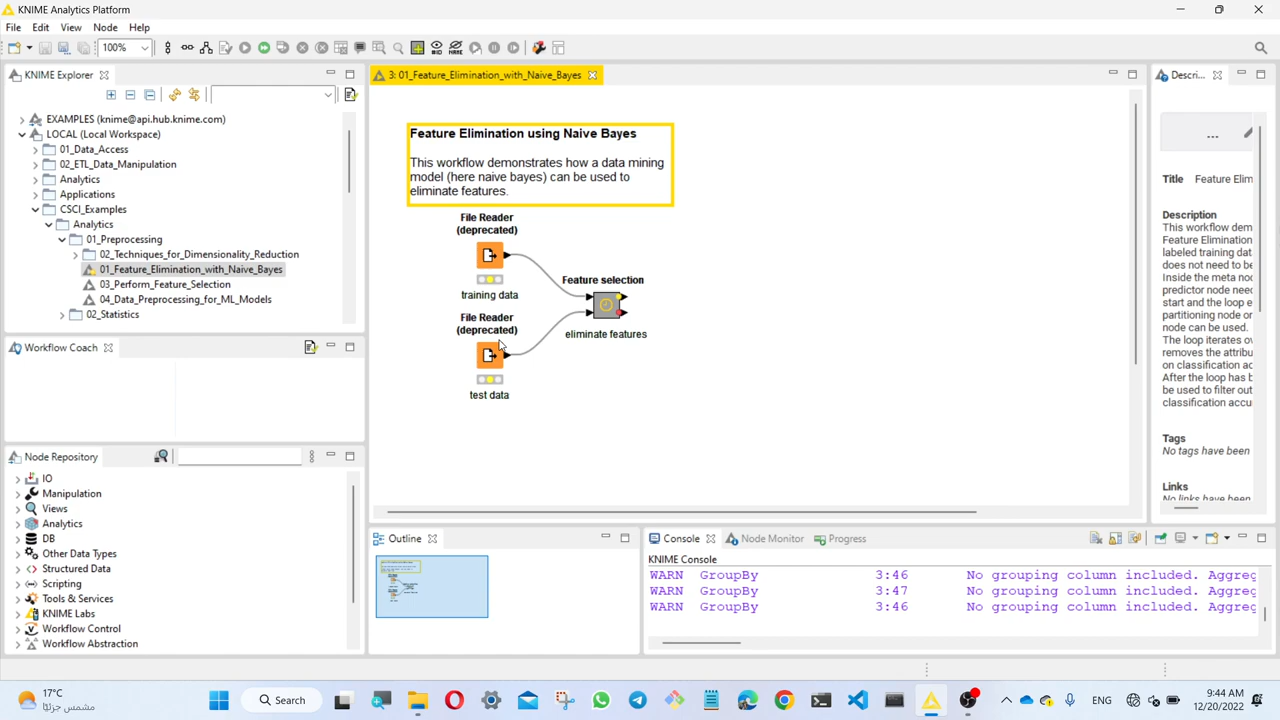 KNIME Analytics Platform
File Edit View Node Help
100%
KNIME Explorer
EXAMPLES (knime@api.hub.knime.com)
LOCAL (Local Workspace)
01_Data_Access
02_ETL_Data_Manipulation
Analytics
Applications
CSCI_Examples
Analytics
01_Preprocessing
02_Techniques_for_Dimensionality_Reduction
01_Feature_Elimination_with_Naive_Bayes
03_Perform_Feature_Selection
04_Data_Preprocessing_for_ML_Models
02_Statistics
Workflow Coach
Node Repository
IO
Manipulation
Views
Analytics
DB
Other Data Types
Structured Data
Scripting
Tools & Services
KNIME Labs
Workflow Control
Workflow Abstraction
3: 01_Feature_Elimination_with_Naive_Bayes
Feature Elimination using Naive Bayes
This workflow demonstrates how a data mining
model (here naive bayes) can be used to
eliminate features.
File Reader
(deprecated)
training data
File Reader
(deprecated)
test data
Feature selection
eliminate features
Outline
Console Node Monitor Progress
KNIME Console
WARN GroupBy 3:46 No grouping column included. Aggreg
WARN GroupBy 3:47 No grouping column included. Aggreg
WARN GroupBy 3:46 No grouping column included. Aggreg
Descri...
...
Title Feature Elim
Description
This workflow dem
Feature Elimination
labeled training data
does not need to be
Inside the meta noc
predictor node need
start and the loop e
partitioning node or
node can be used.
The loop iterates ov
removes the attribu
on classification ac
After the loop has b
be used to filter out
classification accu
Tags
No tags have been
Links
No links have been
17°C
مشمس جزئيًا
Search
ENG
9:44 AM
12/20/2022